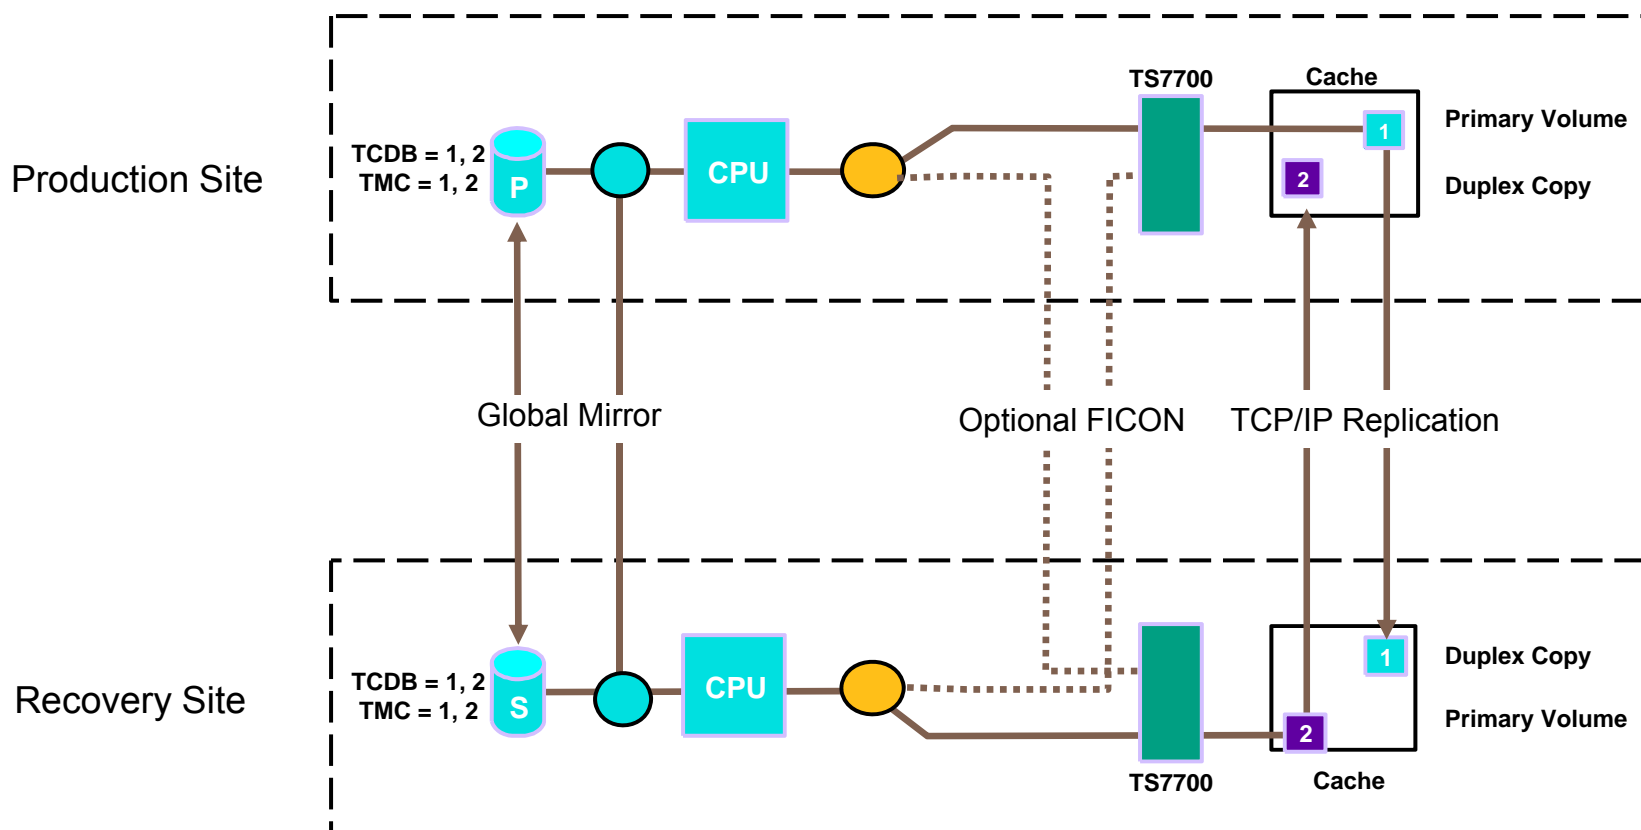 TS7700
Cache
Primary Volume
1
TCDB = 1, 2
TMC = 1, 2
P
CPU
Production Site
2
Duplex Copy
Global Mirror
Optional FICON
TCP/IP Replication
1
Duplex Copy
TCDB = 1, 2
TMC = 1, 2
S
CPU
Recovery Site
Primary Volume
2
TS7700
Cache